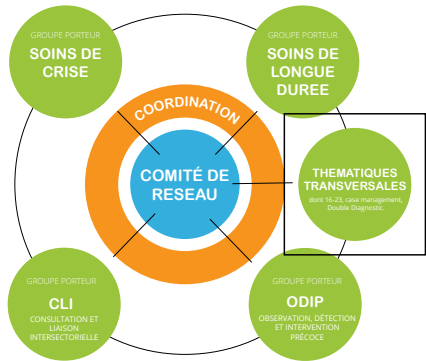 GROUPE PORTEUR
SOINS DE
CRISE
GROUPE PORTEUR
SOINS DE
LONGUE
DUREE
COORDINATION
COMITÉ DE
RESEAU
THEMATIQUES
TRANSVERSALES
dont 16-23, case management,
Double Diagnostic.
GROUPE PORTEUR
CLI
CONSULTATION ET
LIAISON
INTERSECTORIELLE
GROUPE PORTEUR
ODIP
OBSERVATION, DÉTECTION
ET INTERVENTION
PRÉCOCE